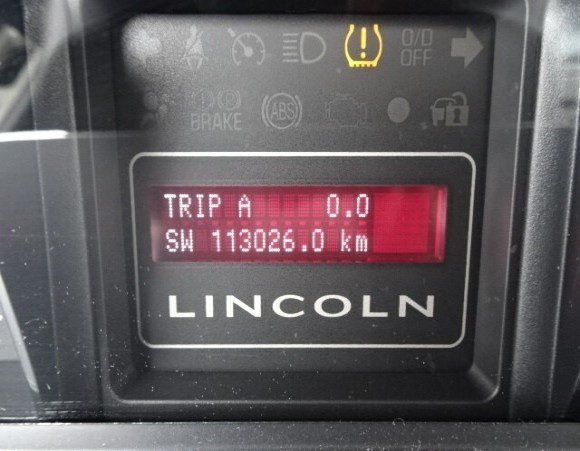 O/D
OFF
BRAKE
ABS
TRIP A 0.0
SW 113026.0 km
LINCOLN